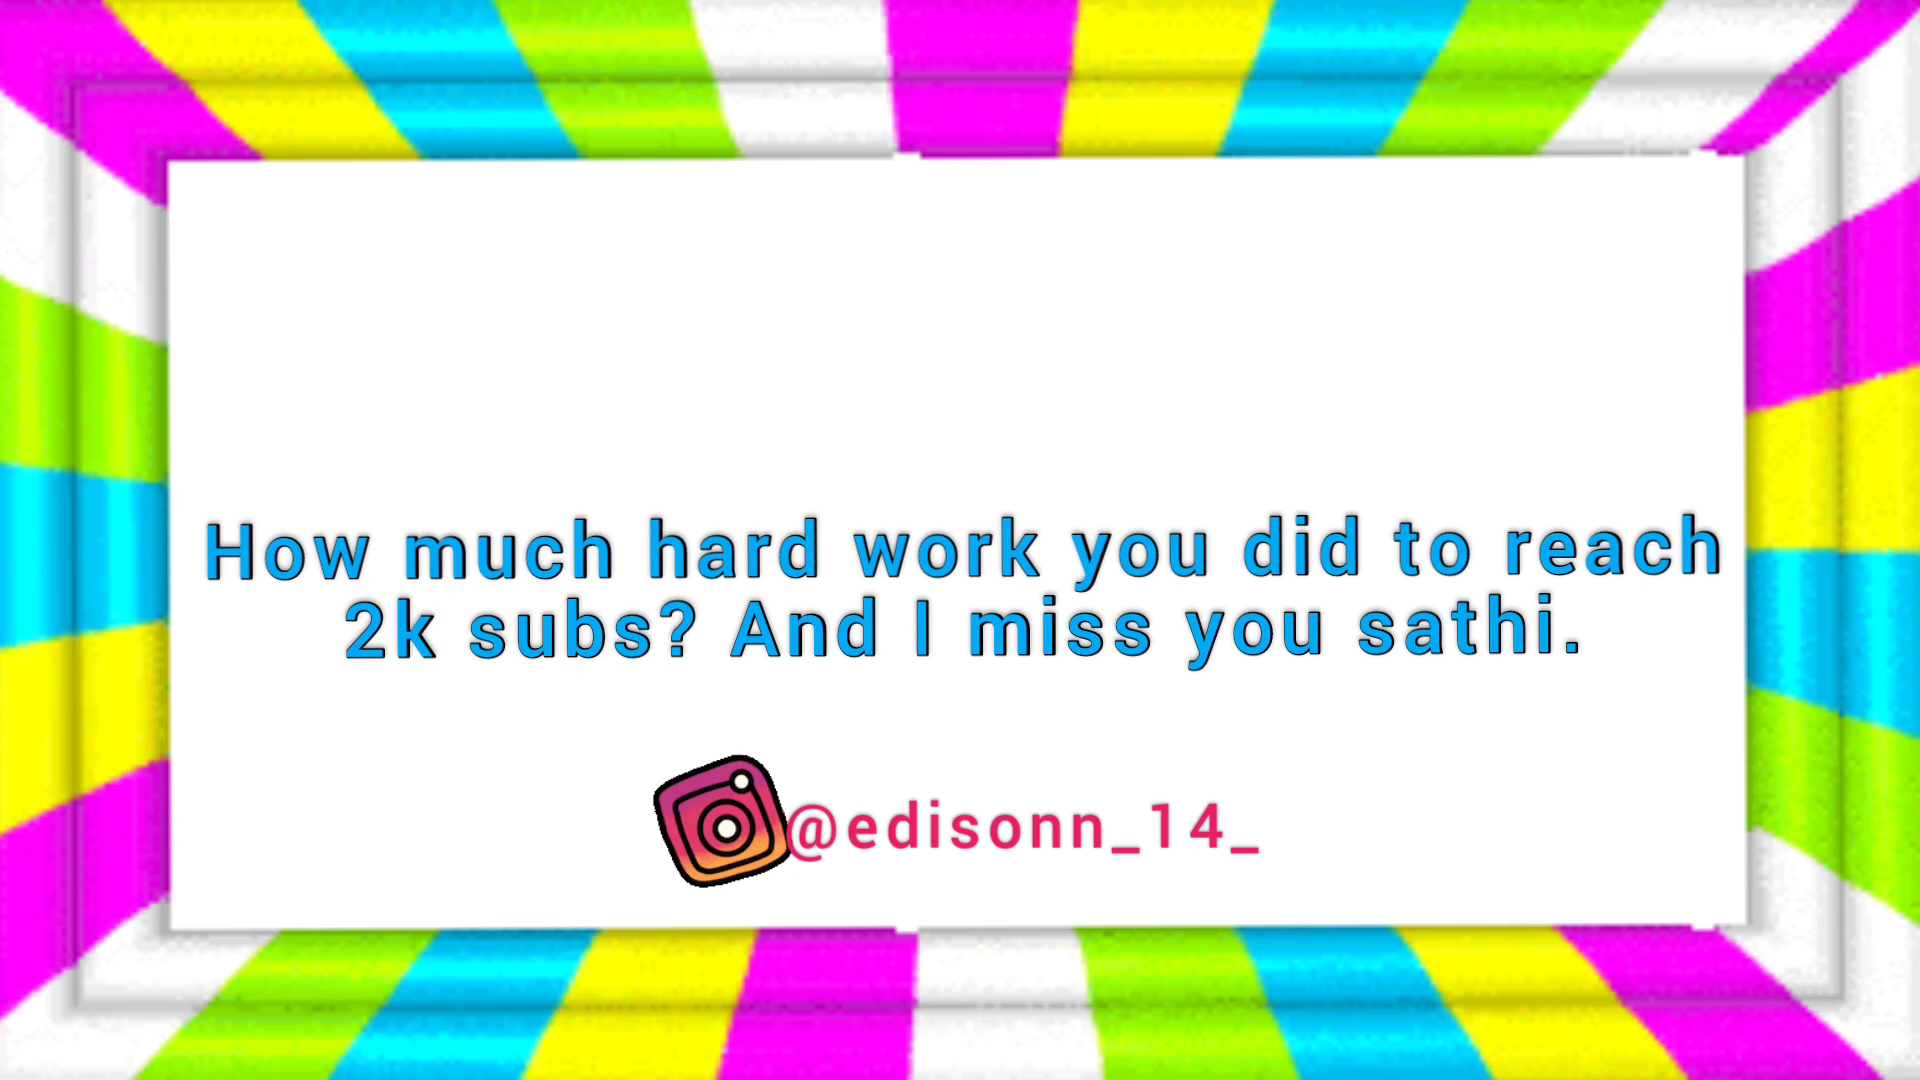 How much hard work you did to reach
2k subs? And I miss you sathi.
@edisonn_14_